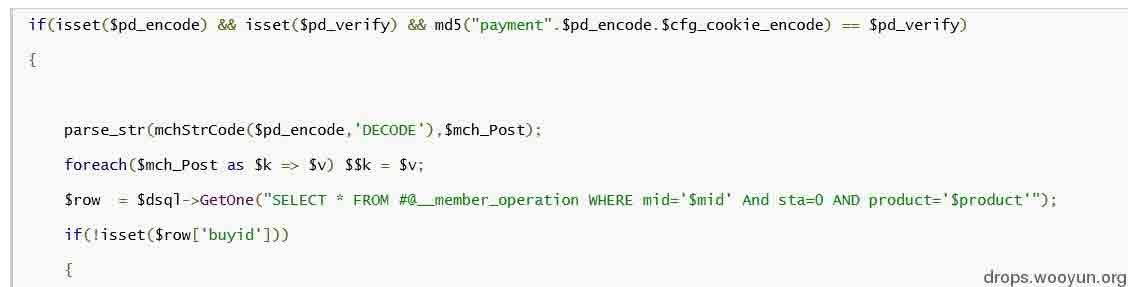 if(isset($pd_encode) && isset($pd_verify) && md5("payment".$pd_encode.$cfg_cookie_encode) == $pd_verify)
{
parse_str(mchStrCode($pd_encode,'DECODE'),$mch_Post);
foreach($mch_Post as $k => $v) $$k = $v;
$row  = $dsql->GetOne("SELECT * FROM #@__member_operation WHERE mid='$mid' And sta=0 AND product='$product'");
if(!isset($row['buyid']))
{
drops.wooyun.org